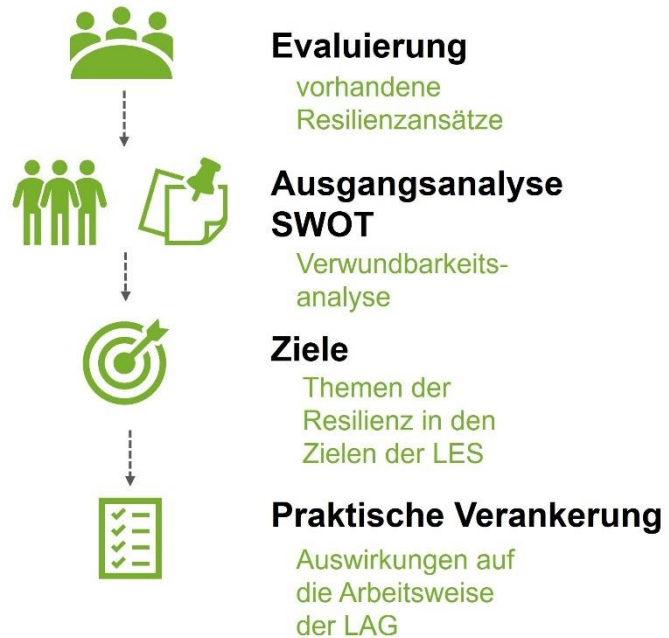 Evaluierung
vorhandene
Resilienzansätze
Ausgangsanalyse
SWOT
Verwundbarkeits-
analyse
Ziele
Themen der
Resilienz in den
Zielen der LES
Praktische Verankerung
Auswirkungen auf
die Arbeitsweise
der LAG